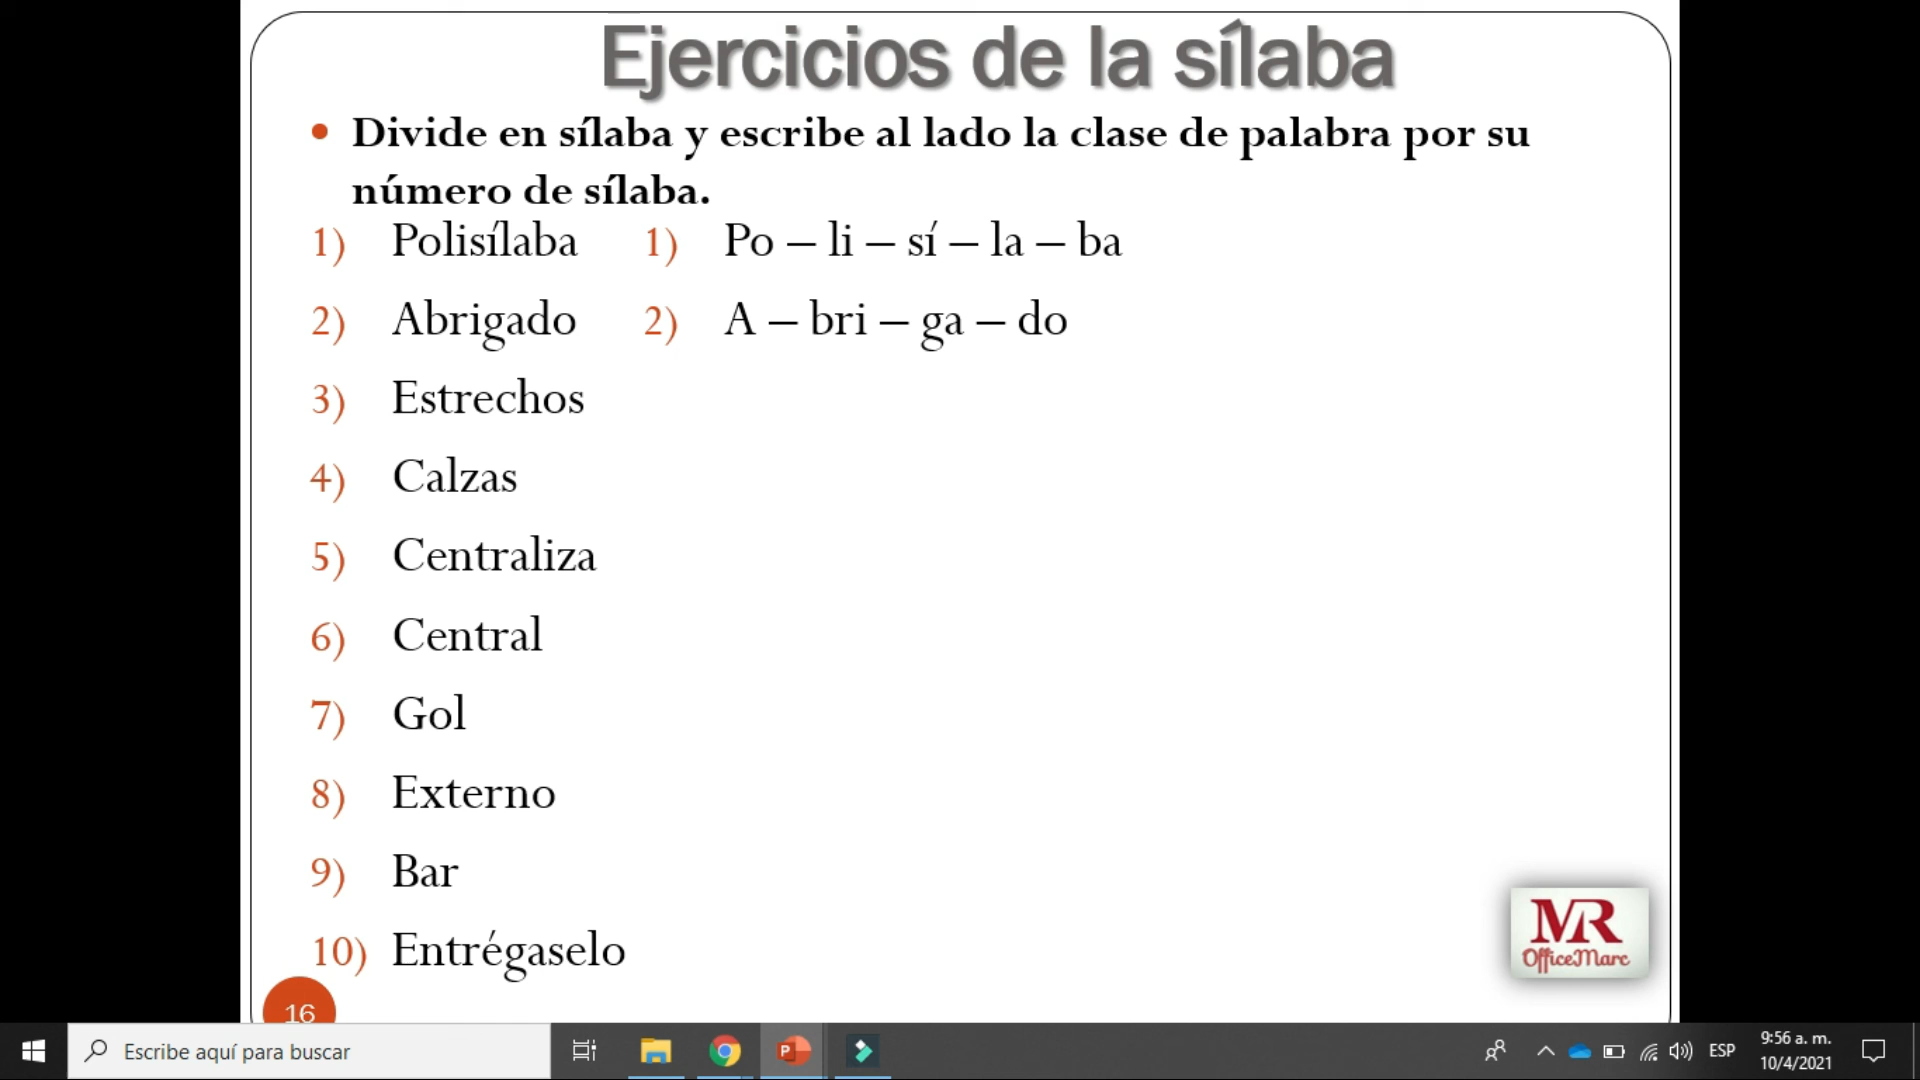 Ejercicios de la sílaba
• Divide en sílaba y escribe al lado la clase de palabra por su
número de sílaba.
1) Polisílaba 1) Po – li – sí – la – ba
2) Abrigado 2) A – bri – ga – do
3) Estrechos
4) Calzas
5) Centraliza
6) Central
7) Gol
8) Externo
9) Bar
10) Entrégaselo
MR
OfficeMarc
16
Escribe aquí para buscar
P
ESP
9:56 a. m.
10/4/2021